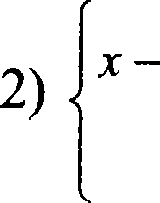 2) { x –